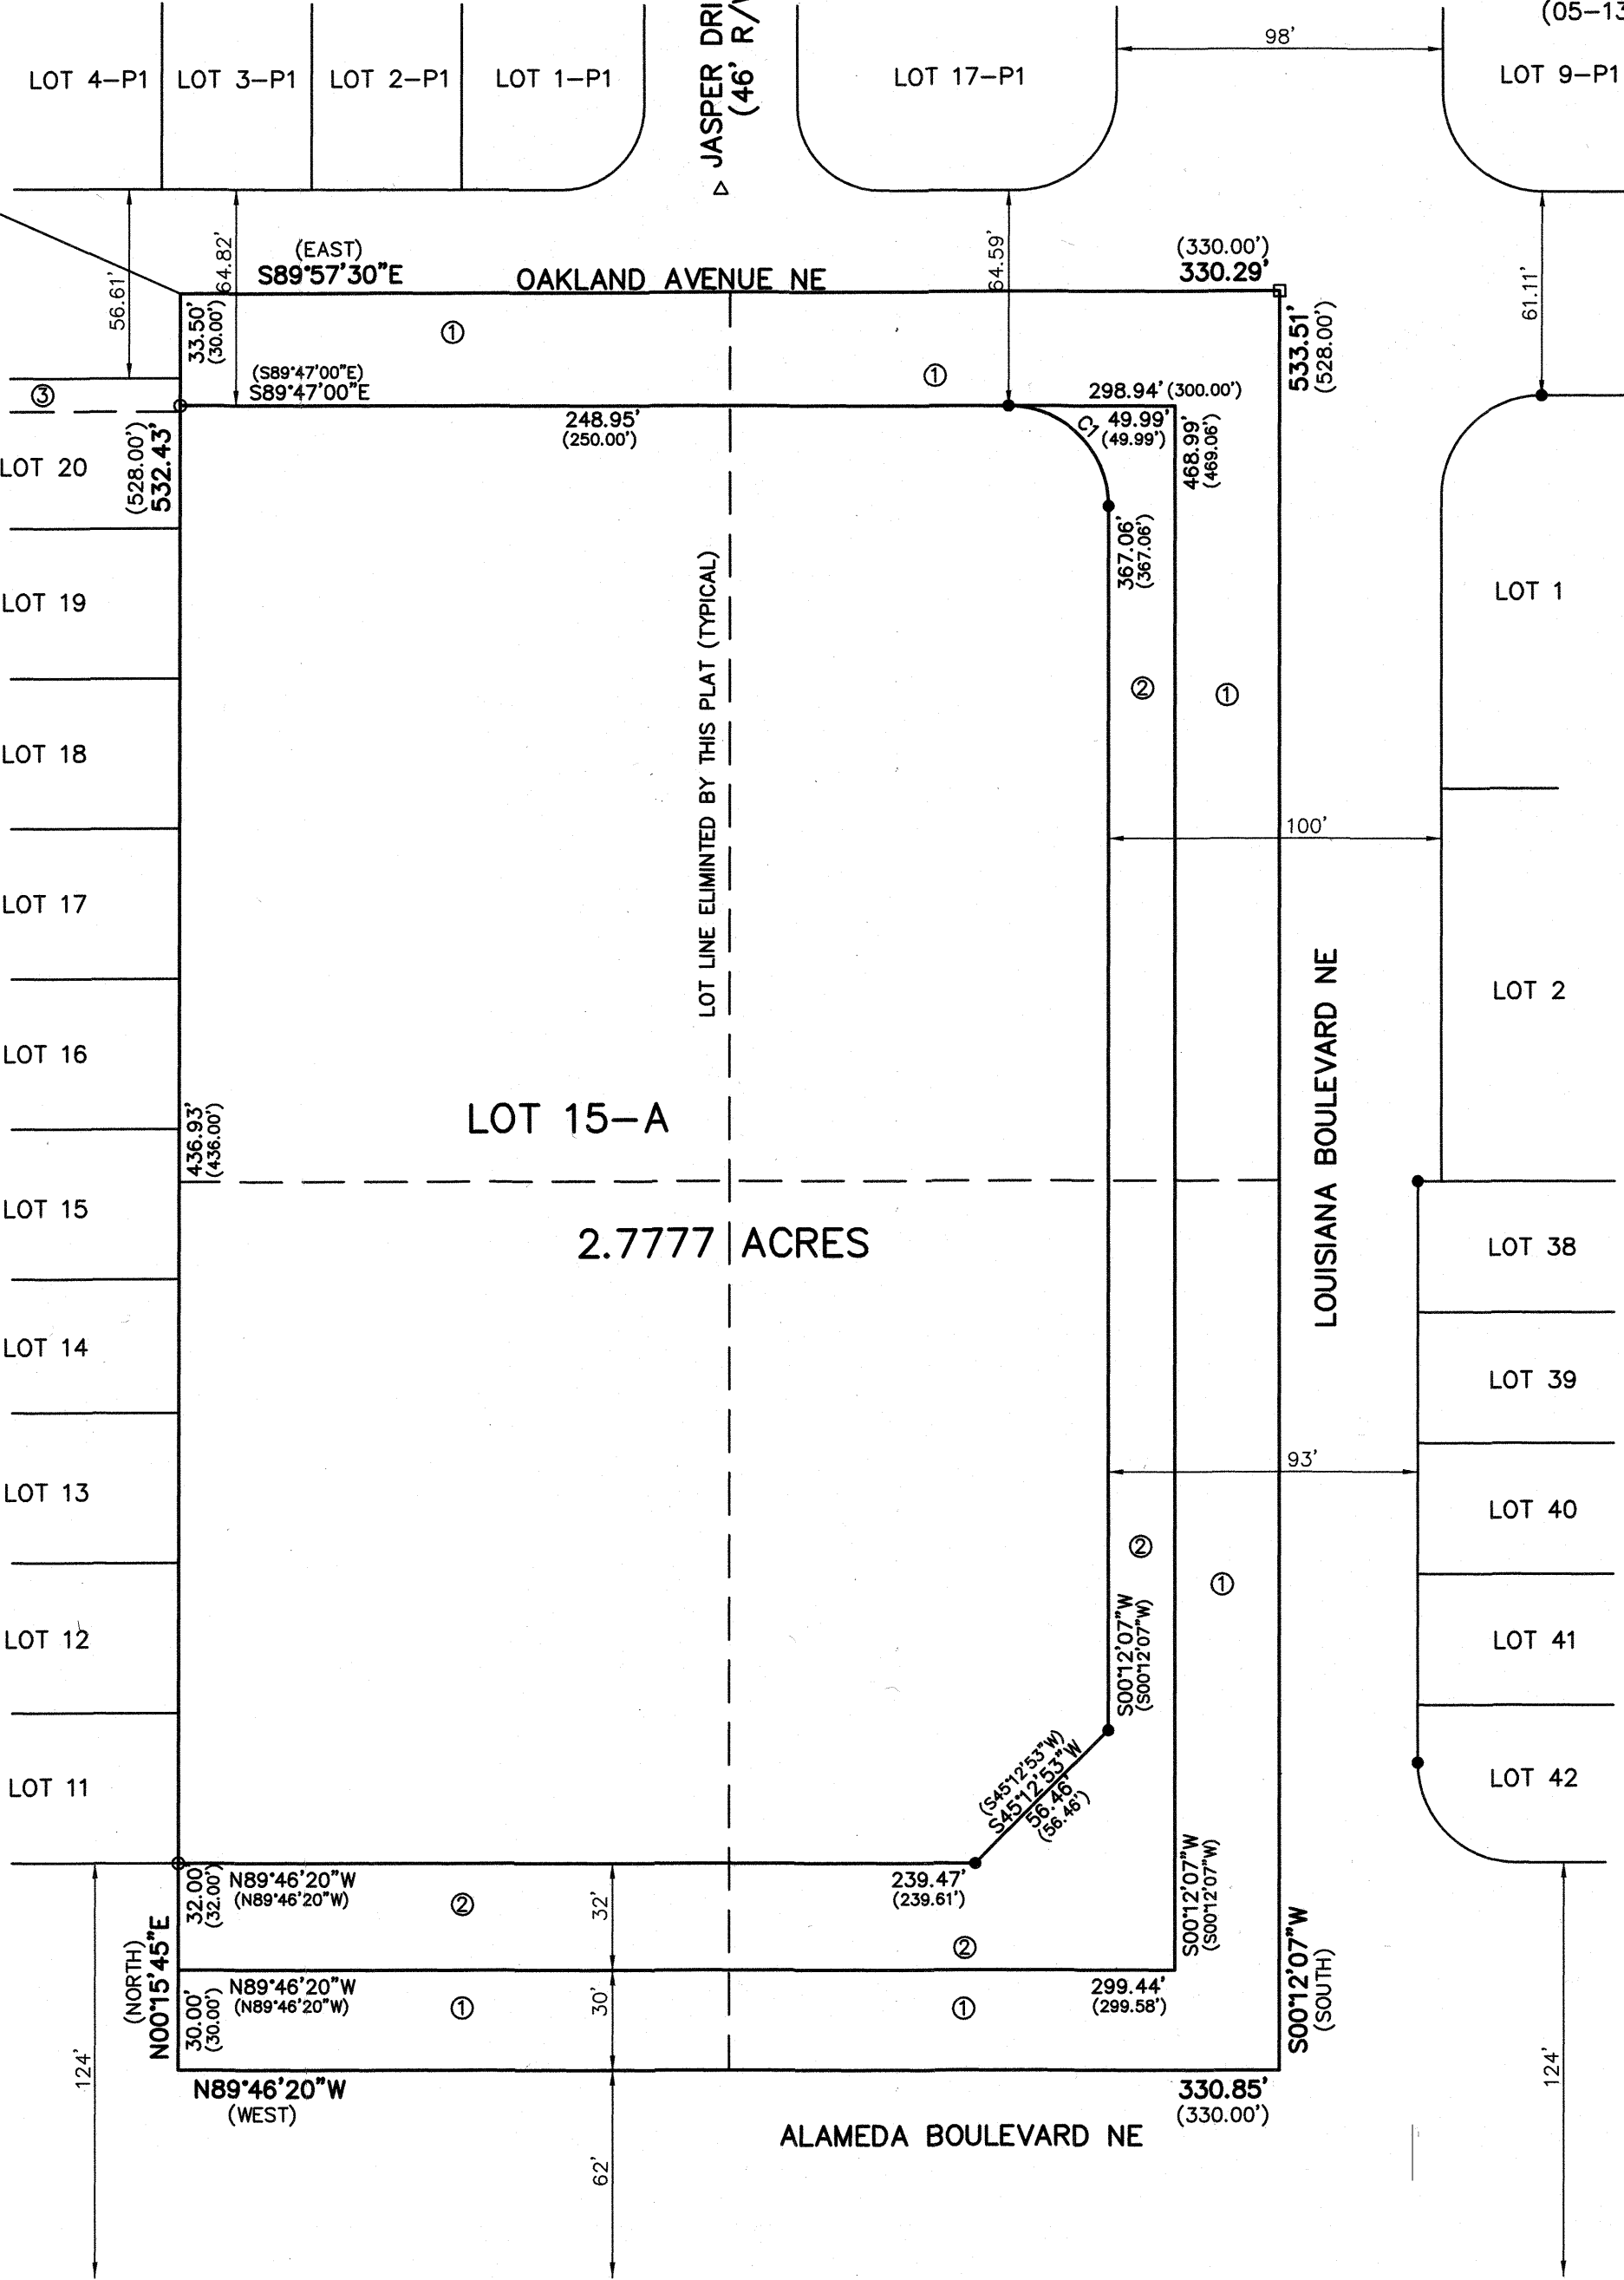 (05-13
98'
LOT 4-P1
LOT 3-P1
LOT 2-P1
LOT 1-P1
JASPER DRI
(46' R/
LOT 17-P1
LOT 9-P1
56.61'
64.82'
64.59'
61.11'
(EAST)
S89°57'30"E
OAKLAND AVENUE NE
(330.00')
330.29'
33.50'
(30.00')
①
①
533.51'
(528.00')
③
(S89°47'00"E)
S89°47'00"E
298.94' (300.00')
248.95'
(250.00')
C1
49.99'
(49.99')
468.99'
(469.06')
(528.00')
532.43'
LOT 20
367.06'
(367.06')
LOT 19
LOT 1
LOT LINE ELIMINTED BY THIS PLAT (TYPICAL)
②
①
LOT 18
100'
LOT 17
LOT 2
LOUISIANA BOULEVARD NE
LOT 16
LOT 15-A
436.93'
(436.00')
LOT 15
2.7777 ACRES
LOT 38
LOT 14
LOT 39
93'
LOT 13
LOT 40
②
①
LOT 12
S00°12'07"W
(S00°12'07"W)
LOT 41
LOT 11
(S45°12'53"W)
S45°12'53"W
56.46'
(56.46')
LOT 42
32.00'
(32.00')
N89°46'20"W
(N89°46'20"W)
②
32'
239.47'
(239.61')
②
S00°12'07"W
(S00°12'07"W)
(NORTH)
N00°15'45"E
30.00'
(30.00')
N89°46'20"W
(N89°46'20"W)
①
30'
①
299.44'
(299.58')
S00°12'07"W
(SOUTH)
124'
N89°46'20"W
(WEST)
330.85'
(330.00')
124'
ALAMEDA BOULEVARD NE
62'